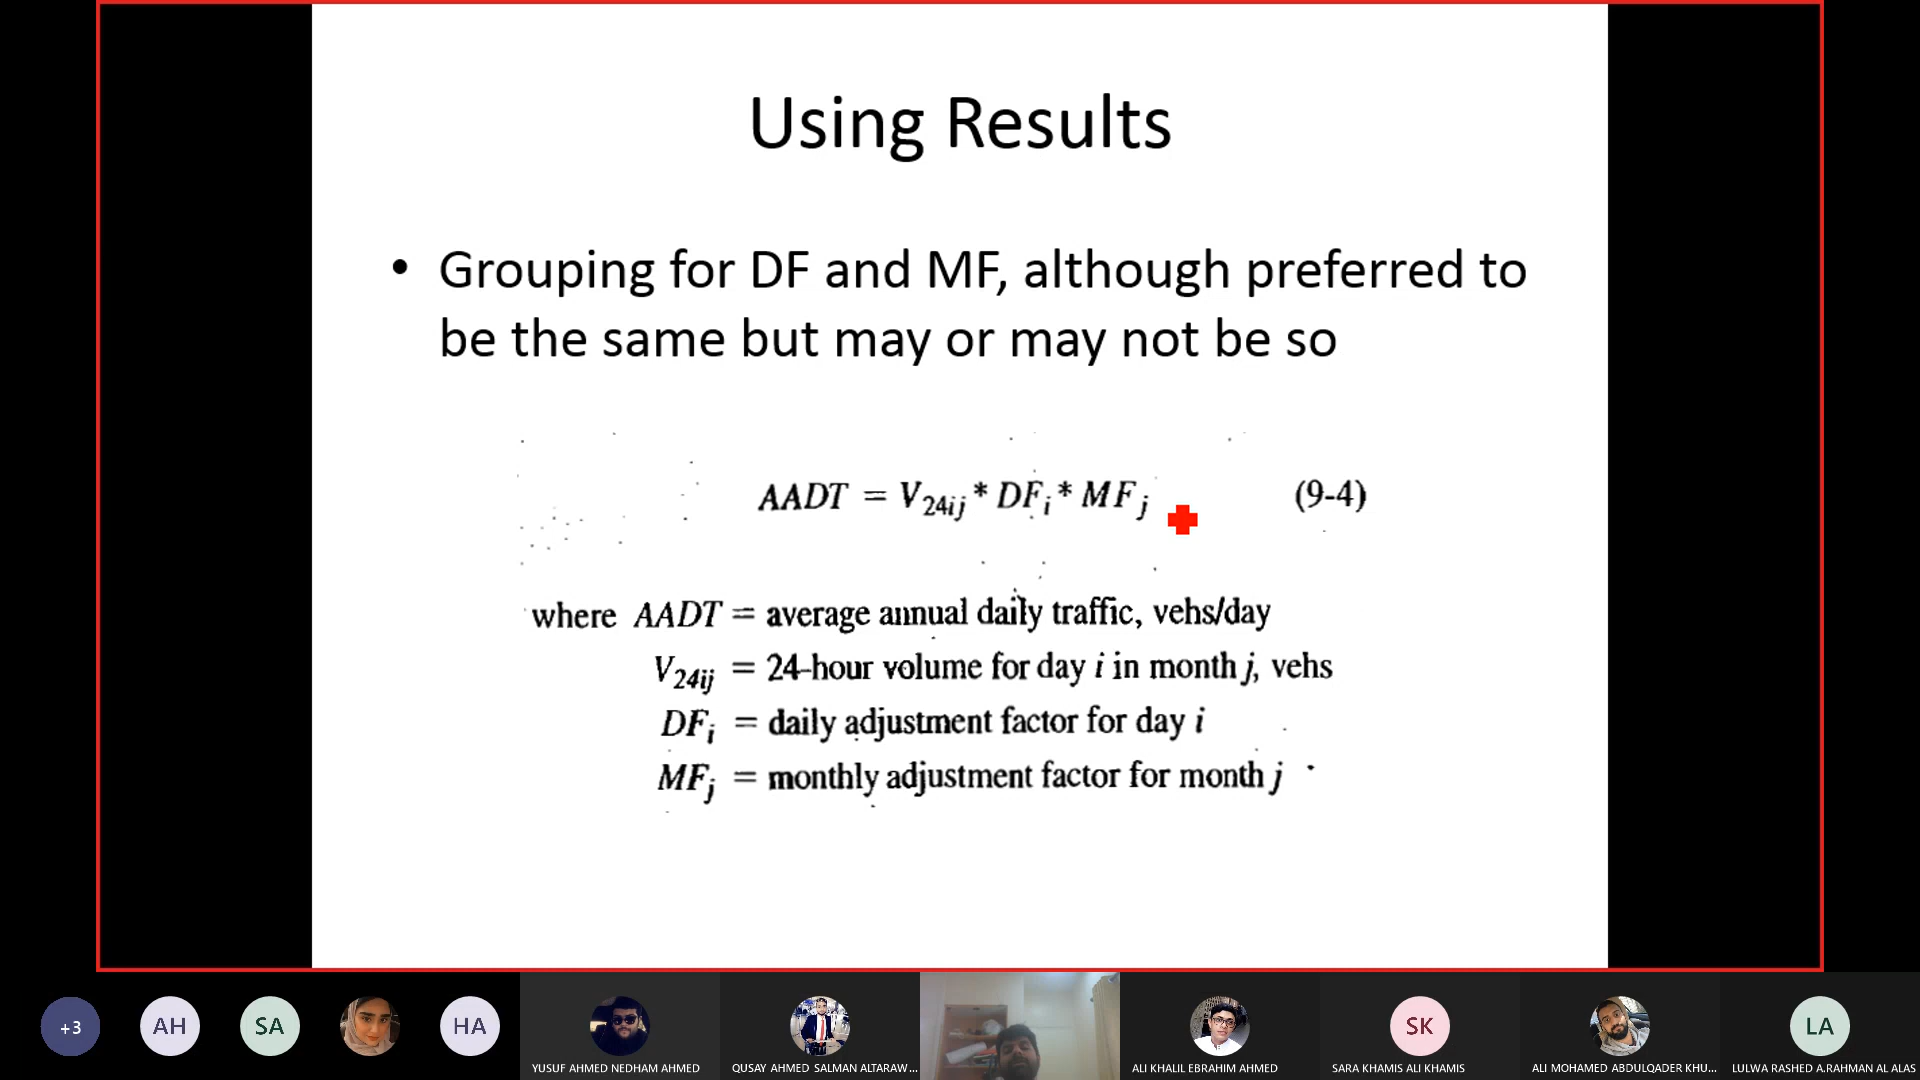 Using Results
• Grouping for DF and MF, although preferred to
be the same but may or may not be so
AADT = V24ij * DFi * MFj (9-4)
where AADT = average annual daily traffic, vehs/day
V24ij = 24-hour volume for day i in month j, vehs
DFi = daily adjustment factor for day i
MFj = monthly adjustment factor for month j
+3
AH
SA
HA
SK
LA
YUSUF AHMED NEDHAM AHMED
QUSAY AHMED SALMAN ALTARAW...
ALI KHALIL EBRAHIM AHMED
SARA KHAMIS ALI KHAMIS
ALI MOHAMED ABDULQADER KHU...
LULWA RASHED A.RAHMAN AL ALAS